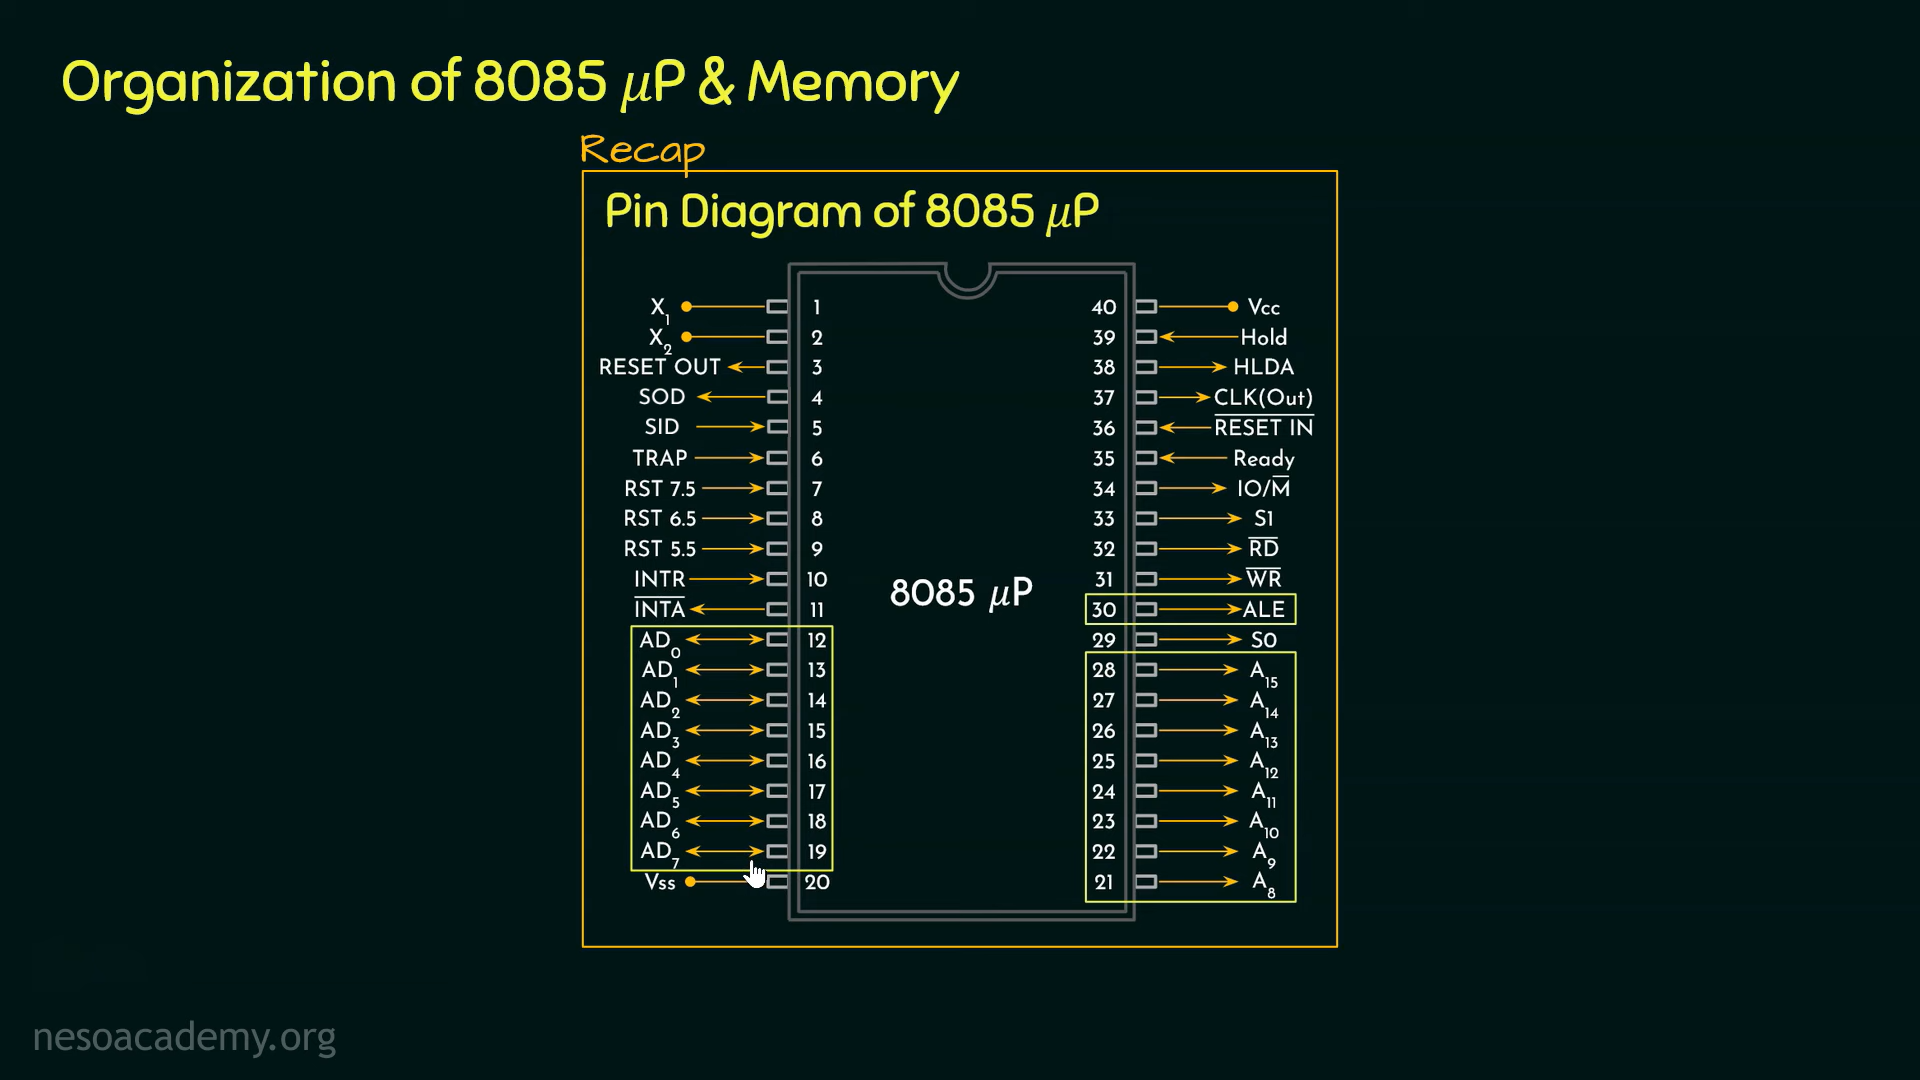 Organization of 8085 μP & Memory
Recap
Pin Diagram of 8085 μP
X₁ 1 40 Vcc
X₂ 2 39 Hold
RESET OUT 3 38 HLDA
SOD 4 37 CLK(Out)
SID 5 36 R̅E̅S̅E̅T̅ ̅I̅N̅
TRAP 6 35 Ready
RST 7.5 7 34 IO/M̅
RST 6.5 8 33 S1
RST 5.5 9 32 R̅D̅
INTR 10 31 W̅R̅
I̅N̅T̅A̅ 11 8085 μP 30 ALE
AD₀ 12 29 S0
AD₁ 13 28 A₁₅
AD₂ 14 27 A₁₄
AD₃ 15 26 A₁₃
AD₄ 16 25 A₁₂
AD₅ 17 24 A₁₁
AD₆ 18 23 A₁₀
AD₇ 19 22 A₉
Vss 20 21 A₈
nesoacademy.org